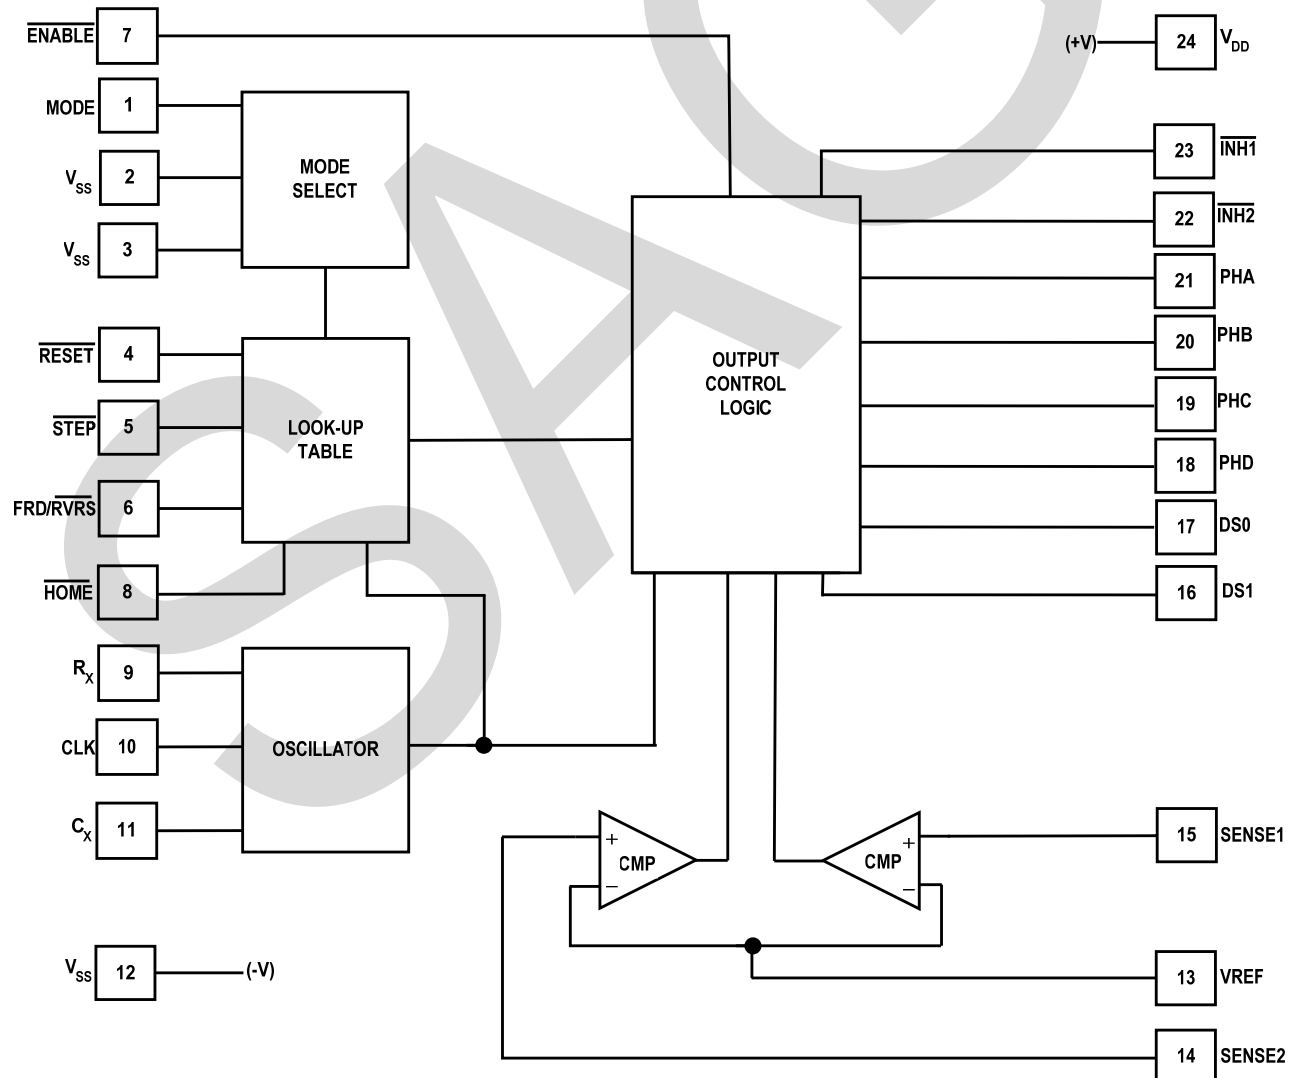 ENABLE 7
MODE 1
VSS 2
VSS 3
RESET 4
STEP 5
FRD/RVRS 6
HOME 8
RX 9
CLK 10
CX 11
VSS 12 (-V)
MODE
SELECT
LOOK-UP
TABLE
OSCILLATOR
OUTPUT
CONTROL
LOGIC
+
CMP
−
+
CMP
−
(+V) 24 VDD
23 INH1
22 INH2
21 PHA
20 PHB
19 PHC
18 PHD
17 DS0
16 DS1
15 SENSE1
13 VREF
14 SENSE2
SAG